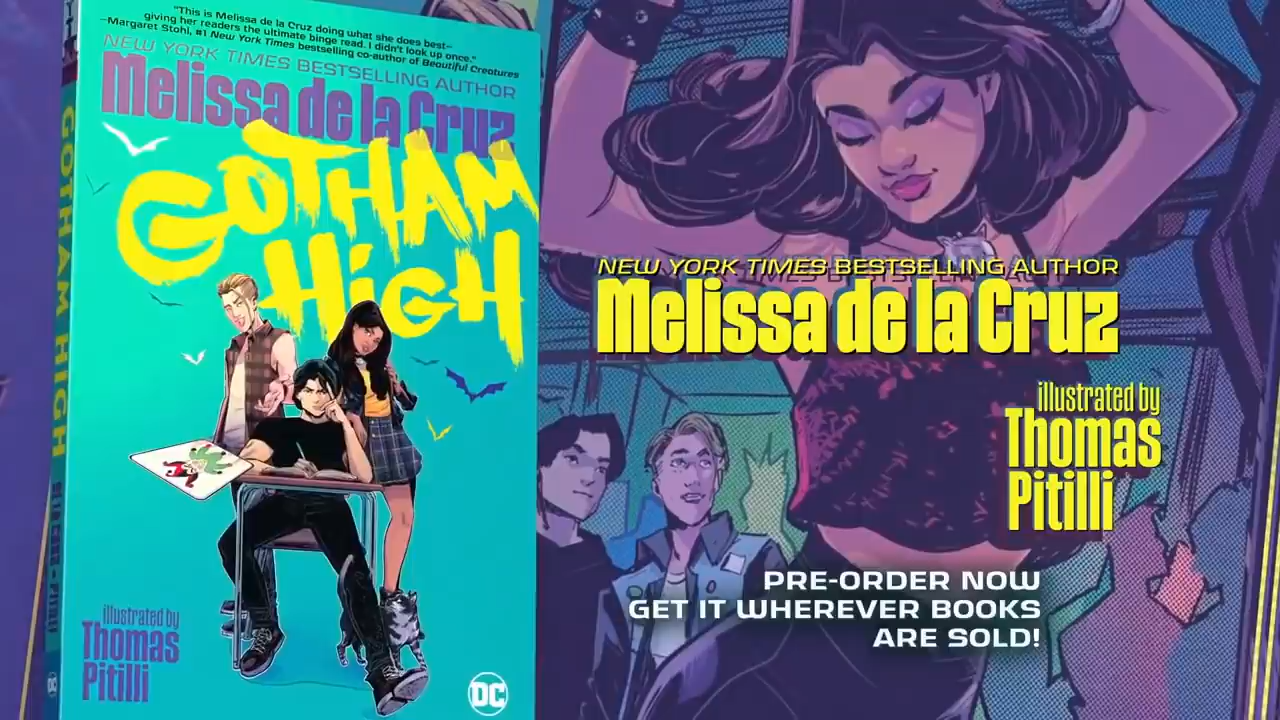 "This is Melissa de la Cruz doing what she does best—
giving her readers the ultimate binge read. I didn't look up once."
—Margaret Stohl, #1 New York Times bestselling co-author of Beautiful Creatures
NEW YORK TIMES BESTSELLING AUTHOR
Melissa de la Cruz
GOTHAM
HiGH
illustrated by
Thomas
Pitilli
DC
GOTHAM HIGH
NEW YORK TIMES BESTSELLING AUTHOR
Melissa de la Cruz
illustrated by
Thomas
Pitilli
PRE-ORDER NOW
GET IT WHEREVER BOOKS
ARE SOLD!